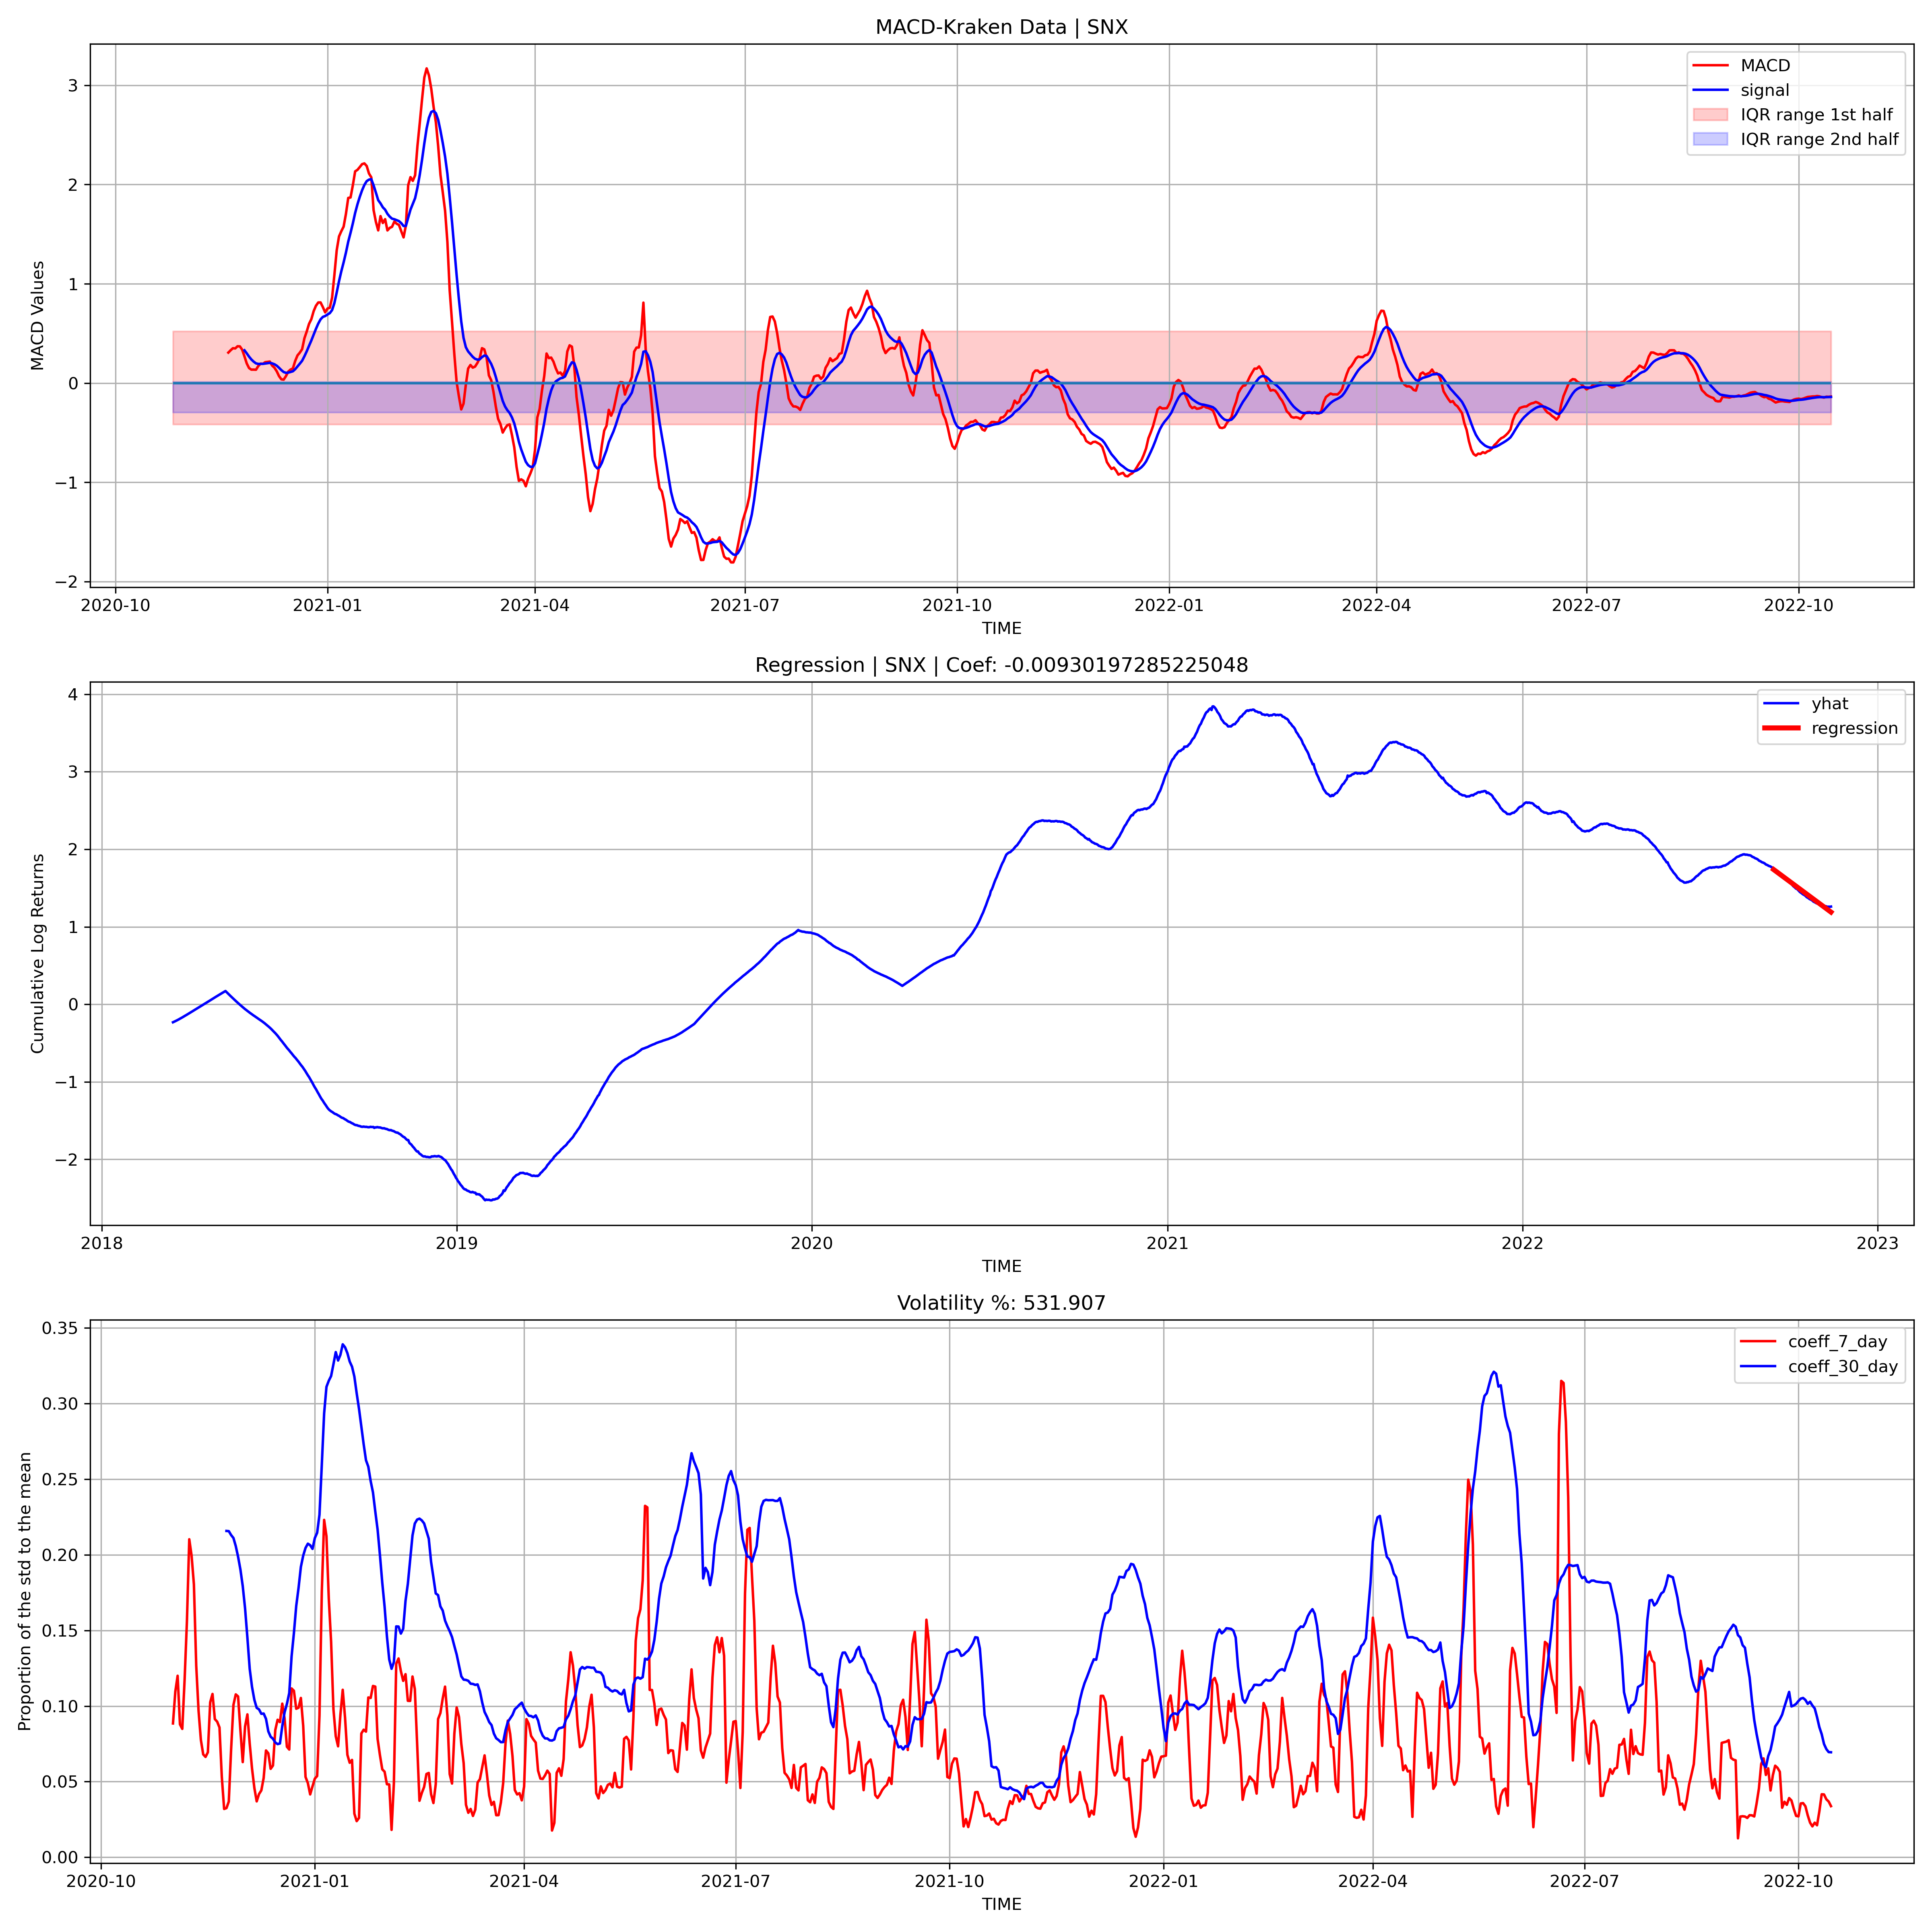 MACD-Kraken Data | SNX
MACD
signal
IQR range 1st half
IQR range 2nd half
MACD Values
3
2
1
0
−1
−2
2020-10 2021-01 2021-04 2021-07 2021-10 2022-01 2022-04 2022-07 2022-10
TIME
Regression | SNX | Coef: -0.00930197285225048
yhat
regression
Cumulative Log Returns
4
3
2
1
0
−1
−2
2018 2019 2020 2021 2022 2023
TIME
Volatility %: 531.907
coeff_7_day
coeff_30_day
Proportion of the std to the mean
0.35
0.30
0.25
0.20
0.15
0.10
0.05
0.00
2020-10 2021-01 2021-04 2021-07 2021-10 2022-01 2022-04 2022-07 2022-10
TIME